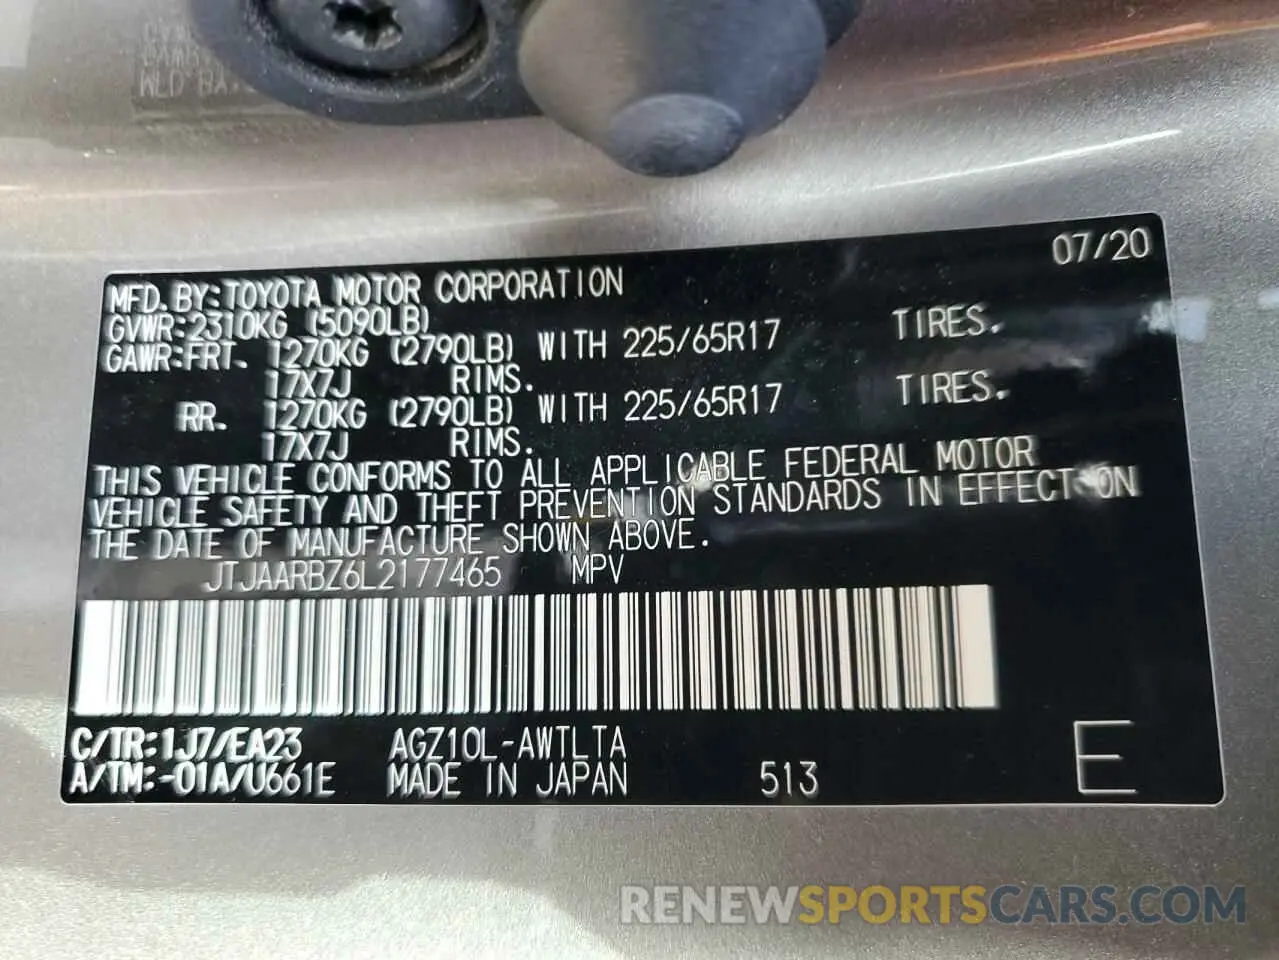 07/20
MFD.BY:TOYOTA MOTOR CORPORATION
GVWR:2310KG (5090LB)
GAWR:FRT. 1270KG (2790LB) WITH 225/65R17 TIRES.
17X7J RIMS.
RR. 1270KG (2790LB) WITH 225/65R17 TIRES.
17X7J RIMS.
THIS VEHICLE CONFORMS TO ALL APPLICABLE FEDERAL MOTOR
VEHICLE SAFETY AND THEFT PREVENTION STANDARDS IN EFFECT ON
THE DATE OF MANUFACTURE SHOWN ABOVE.
JTJAARBZ6L2177465 MPV
C/TR:1J7/EA23 AGZ10L-AWTLTA
A/TM:-01A/U661E MADE IN JAPAN 513 E
RENEWSPORTSCARS.COM